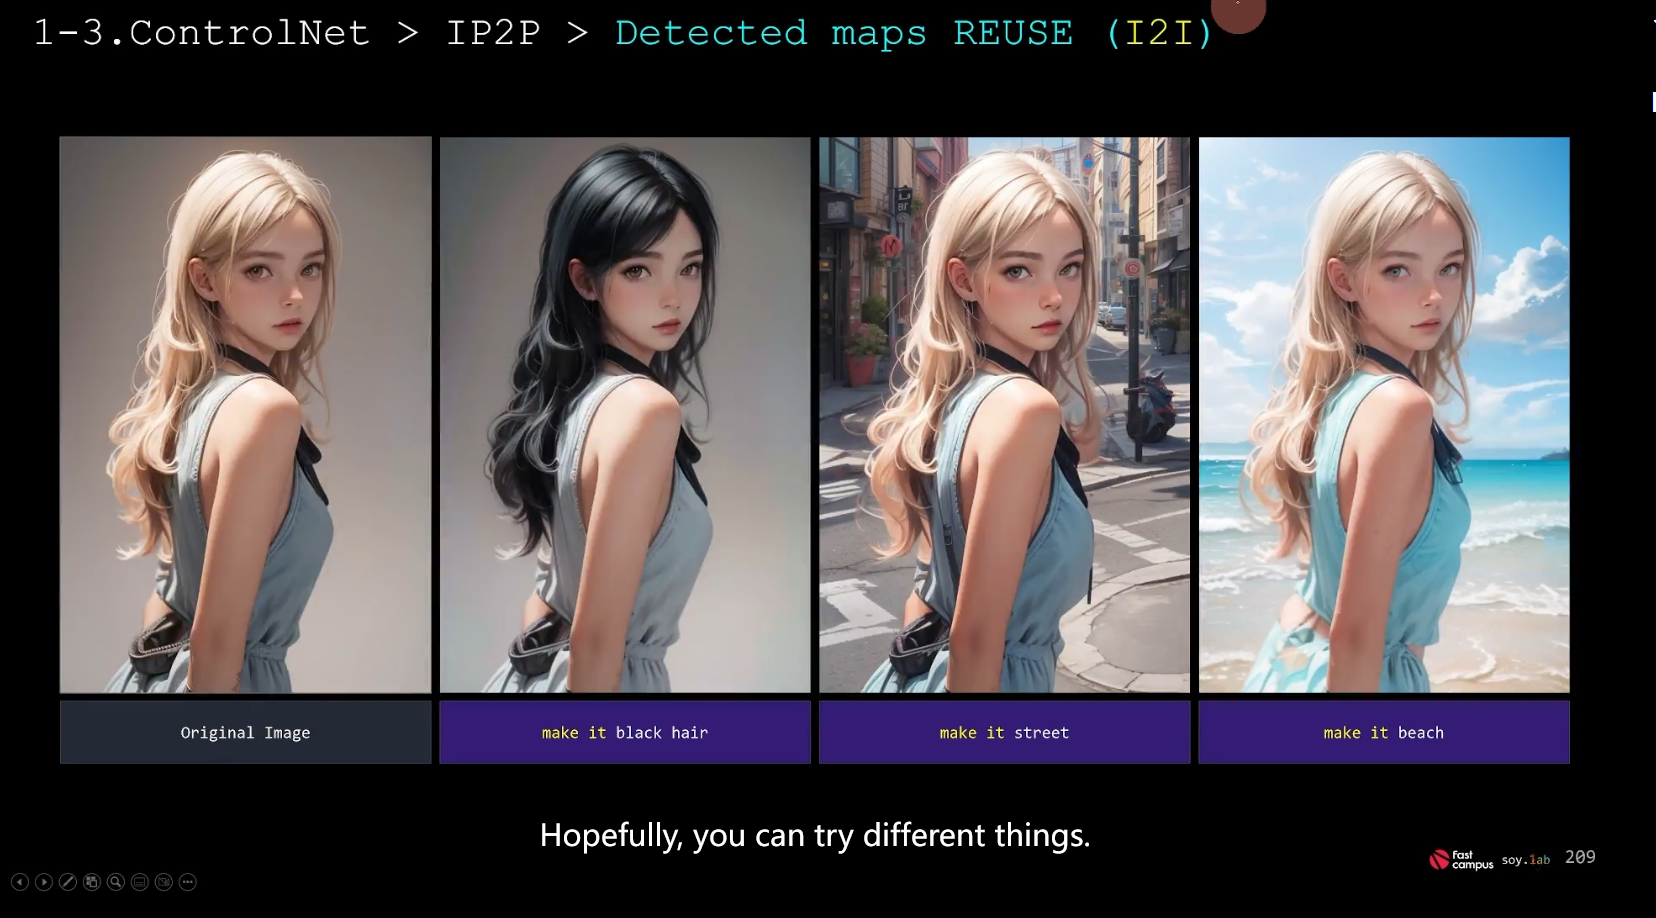 1-3.ControlNet > IP2P > Detected maps REUSE (I2I)
Original Image
make it black hair
make it street
make it beach
Hopefully, you can try different things.
fast
campus
soy.lab
209